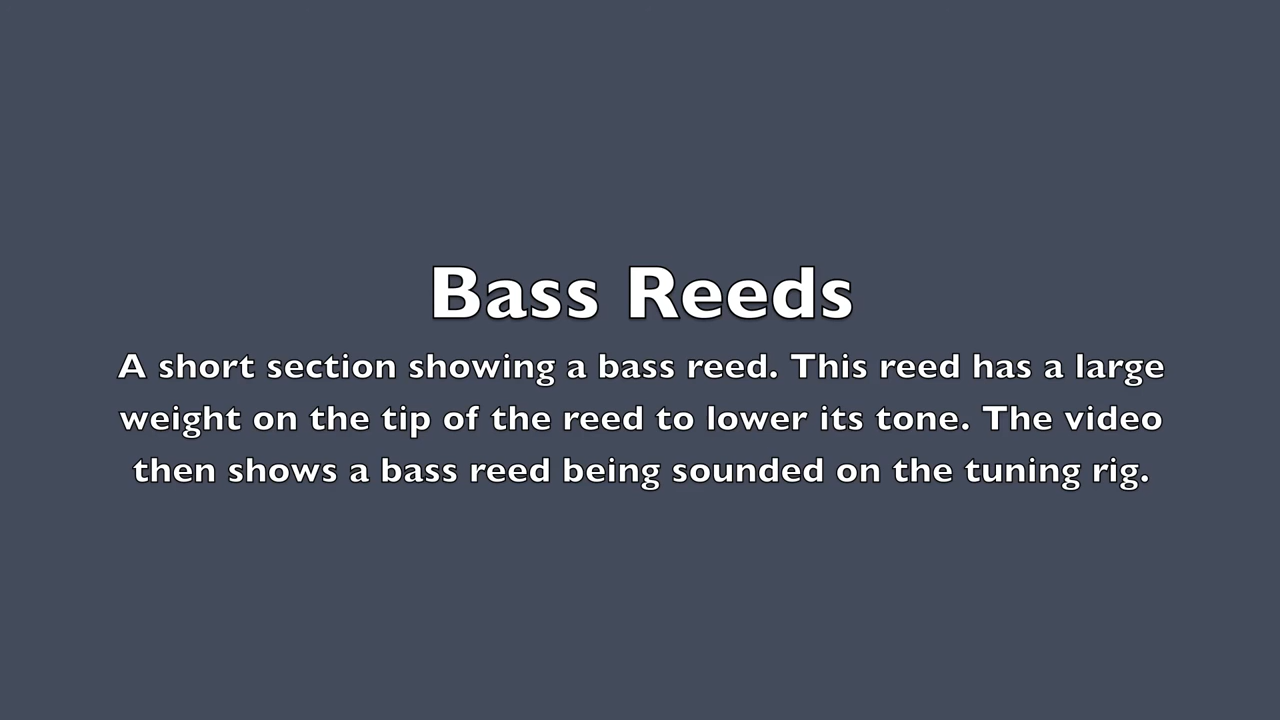 Bass Reeds
A short section showing a bass reed. This reed has a large
weight on the tip of the reed to lower its tone. The video
then shows a bass reed being sounded on the tuning rig.